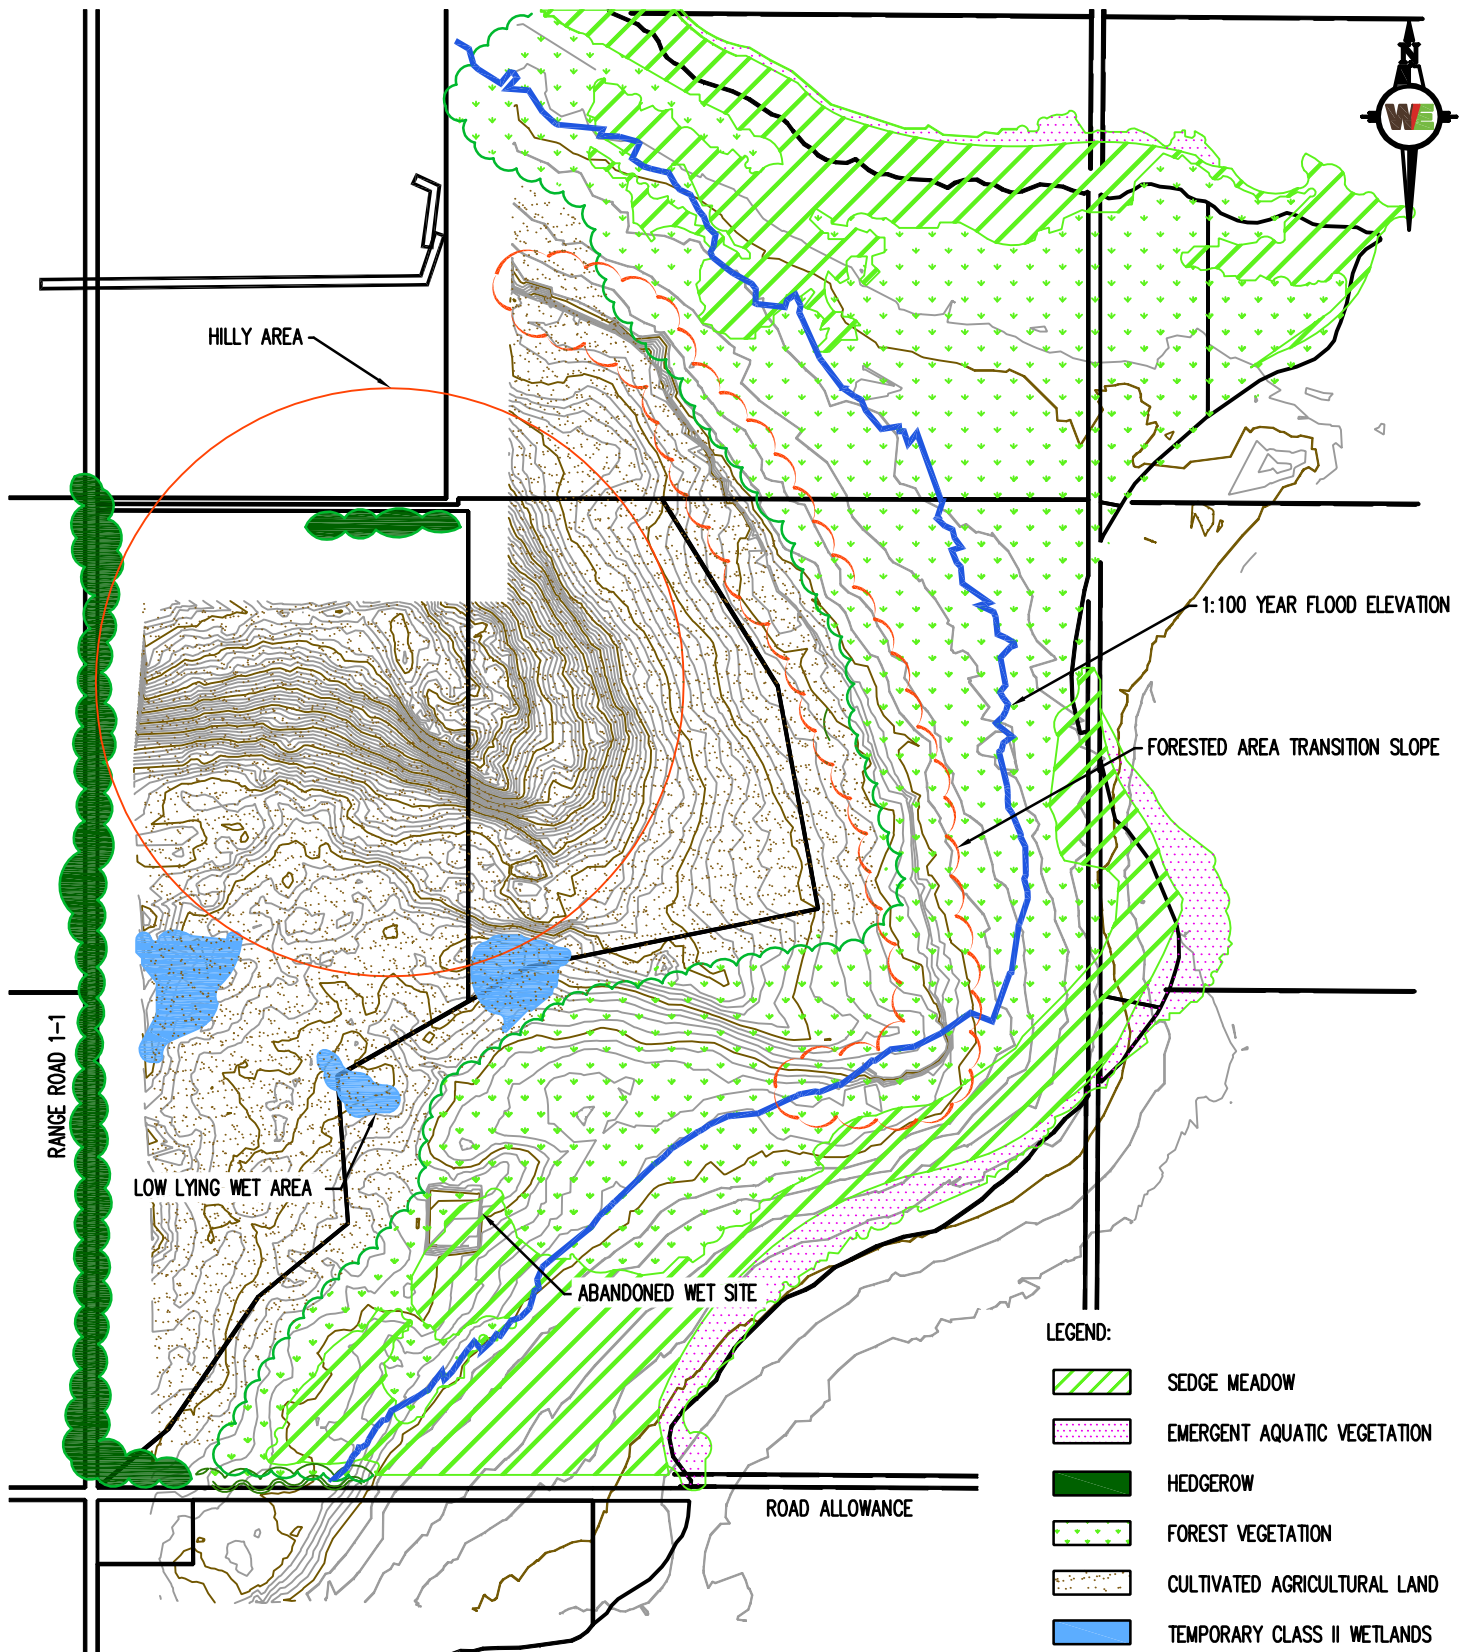 N
WE
HILLY AREA
1:100 YEAR FLOOD ELEVATION
FORESTED AREA TRANSITION SLOPE
RANGE ROAD 1-1
LOW LYING WET AREA
ABANDONED WET SITE
LEGEND:
SEDGE MEADOW
EMERGENT AQUATIC VEGETATION
HEDGEROW
ROAD ALLOWANCE
FOREST VEGETATION
CULTIVATED AGRICULTURAL LAND
TEMPORARY CLASS II WETLANDS